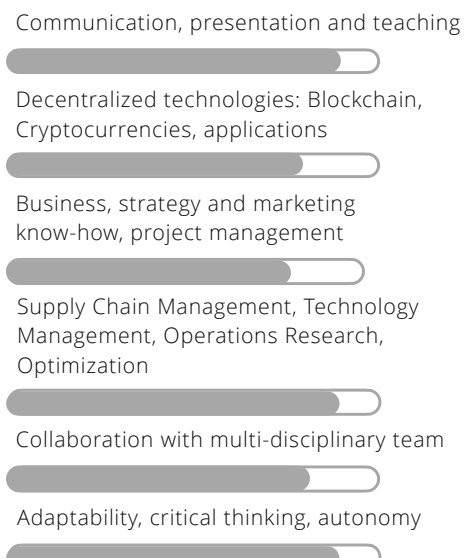 Communication, presentation and teaching
Decentralized technologies: Blockchain,
Cryptocurrencies, applications
Business, strategy and marketing
know-how, project management
Supply Chain Management, Technology
Management, Operations Research,
Optimization
Collaboration with multi-disciplinary team
Adaptability, critical thinking, autonomy